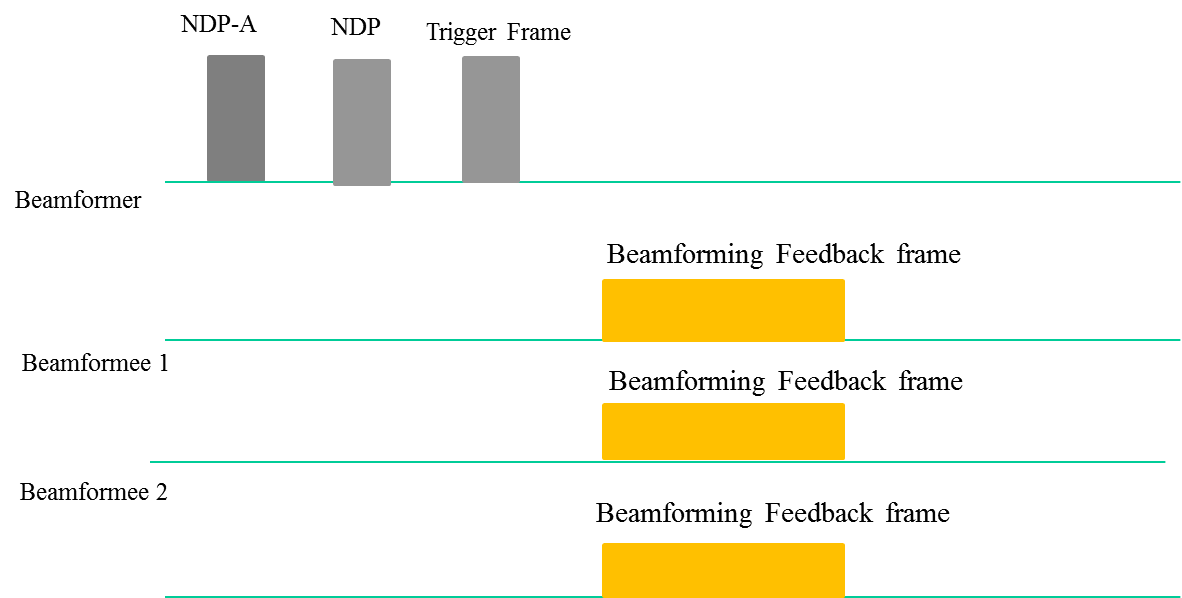 NDP-A
NDP
Trigger Frame
Beamformer
Beamforming Feedback frame
Beamformee 1
Beamforming Feedback frame
Beamformee 2
Beamforming Feedback frame